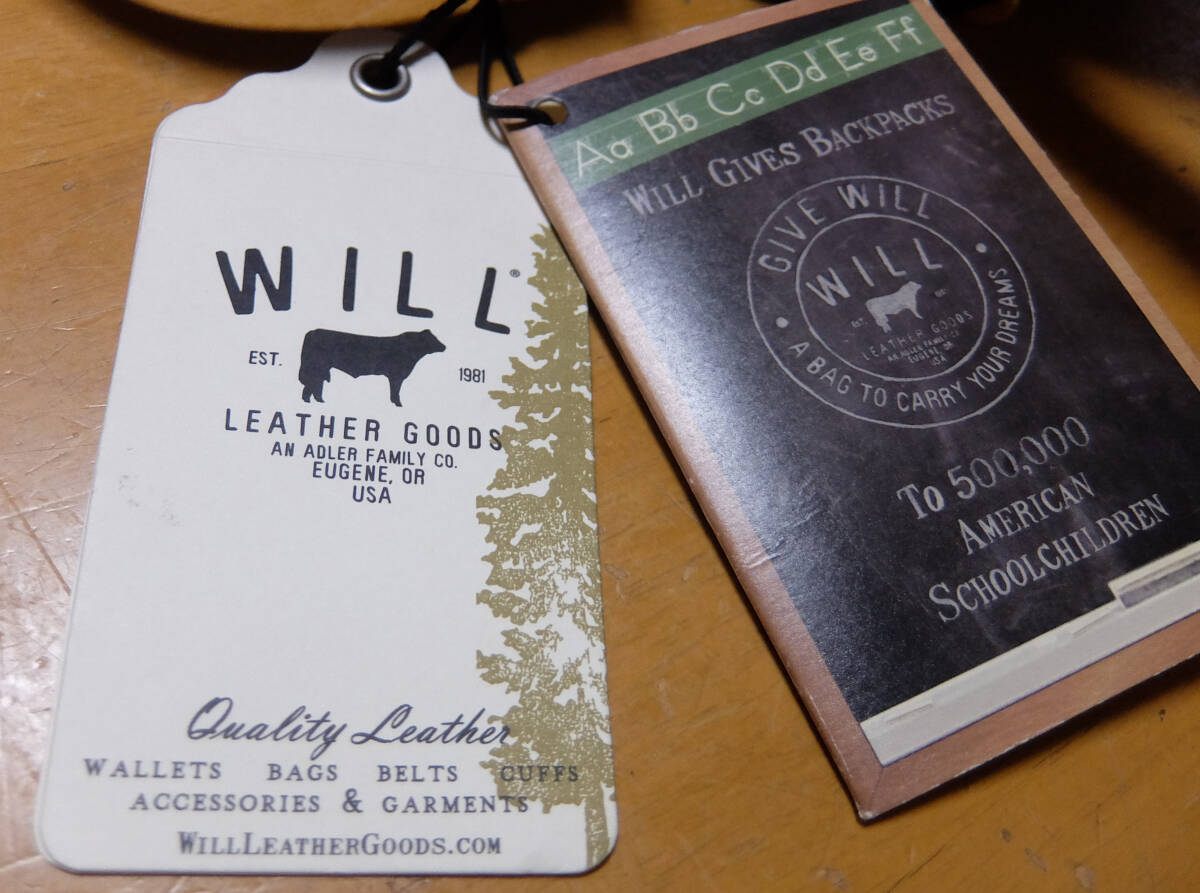 WILL®
EST. 1981
LEATHER GOODS
AN ADLER FAMILY CO.
EUGENE, OR
USA
Quality Leather
WALLETS BAGS BELTS CUFFS
ACCESSORIES & GARMENTS
WILLLEATHERGOODS.COM
Aa Bb Cc Dd Ee Ff
WILL GIVES BACKPACKS
GIVE WILL
WILL
EST.
LEATHER GOODS
AN ADLER FAMILY CO.
EUGENE, OR
USA
• A BAG TO CARRY YOUR DREAMS •
TO 500,000
AMERICAN
SCHOOLCHILDREN